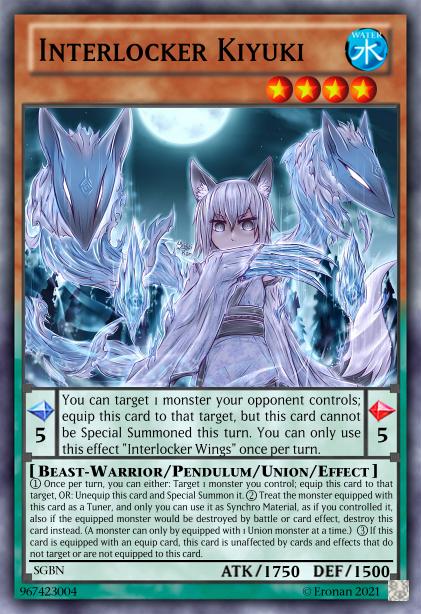 INTERLOCKER KIYUKI
WATER
水
You can target 1 monster your opponent controls;
equip this card to that target, but this card cannot
be Special Summoned this turn. You can only use
this effect "Interlocker Wings" once per turn.
5
5
[BEAST-WARRIOR/PENDULUM/UNION/EFFECT]
① Once per turn, you can either: Target 1 monster you control; equip this card to that
target, OR: Unequip this card and Special Summon it. ② Treat the monster equipped with
this card as a Tuner, and only you can use it as Synchro Material, as if you controlled it,
also if the equipped monster would be destroyed by battle or card effect, destroy this
card instead. (A monster can only by equipped with 1 Union monster at a time.) ③ If this
card is equipped with an equip card, this card is unaffected by cards and effects that do
not target or are not equipped to this card.
SGBN
ATK/1750 DEF/1500
967423004
© Eronan 2021